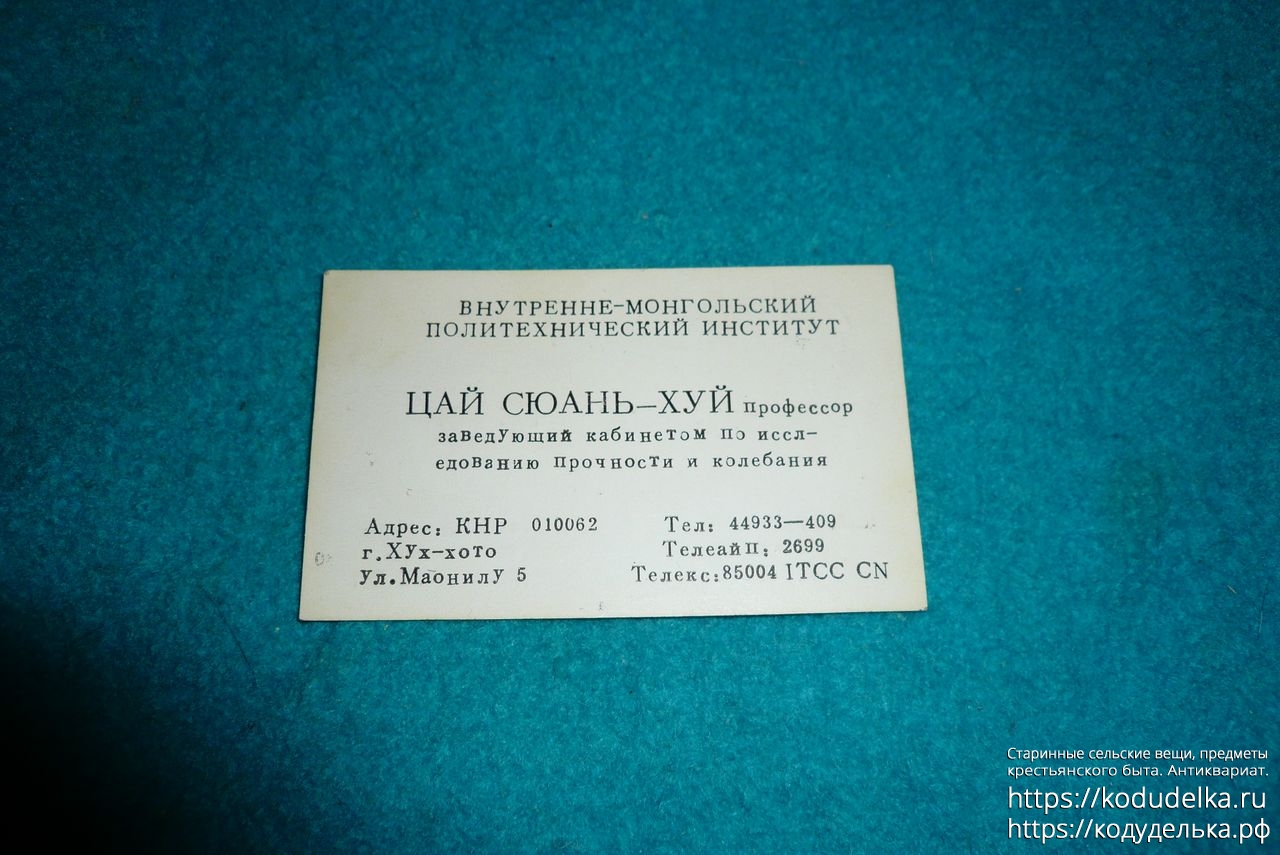 ВНУТРЕННЕ-МОНГОЛЬСКИЙ
ПОЛИТЕХНИЧЕСКИЙ ИНСТИТУТ
ЦАЙ СЮАНЬ-ХУЙ профессор
заведующий кабинетом по иссл-
едованию прочности и колебания
Адрес: КНР 010062
г.Хух-хото
ул.Маонилу 5
Тел: 44933—409
Телеайп: 2699
Телекс:85004 ITCC CN
Старинные сельские вещи, предметы
крестьянского быта. Антиквариат.
https://kodudelka.ru
https://кодуделька.рф